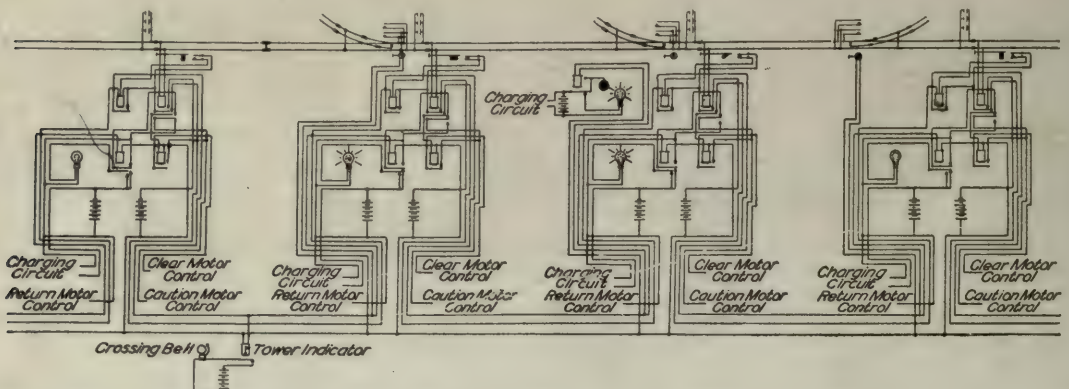 Charging
Circuit
Charging
Circuit
Clear Motor
Control
Return Motor
Control
Caution Motor
Control
Charging
Circuit
Clear Motor
Control
Return Motor
Control
Caution Motor
Control
Charging
Circuit
Clear Motor
Control
Return Motor
Control
Caution Motor
Control
Charging
Circuit
Clear Motor
Control
Return Motor
Control
Caution Motor
Control
Crossing Bell
Tower Indicator